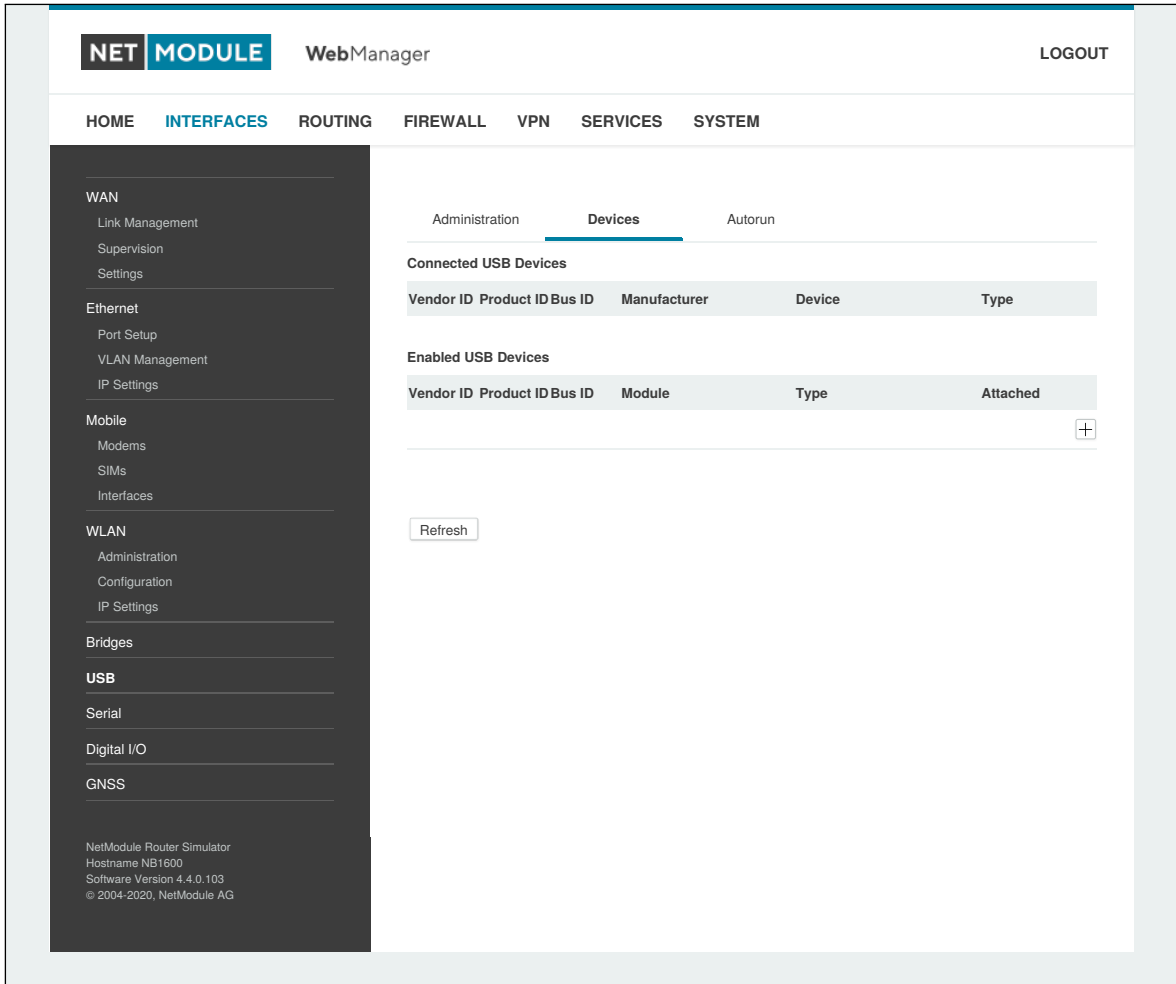 NET MODULE WebManager LOGOUT
HOME INTERFACES ROUTING FIREWALL VPN SERVICES SYSTEM
WAN
Link Management
Supervision
Settings
Ethernet
Port Setup
VLAN Management
IP Settings
Mobile
Modems
SIMs
Interfaces
WLAN
Administration
Configuration
IP Settings
Bridges
USB
Serial
Digital I/O
GNSS
NetModule Router Simulator
Hostname NB1600
Software Version 4.4.0.103
© 2004-2020, NetModule AG
Administration Devices Autorun
Connected USB Devices
Vendor ID Product ID Bus ID Manufacturer Device Type
Enabled USB Devices
Vendor ID Product ID Bus ID Module Type Attached
Refresh